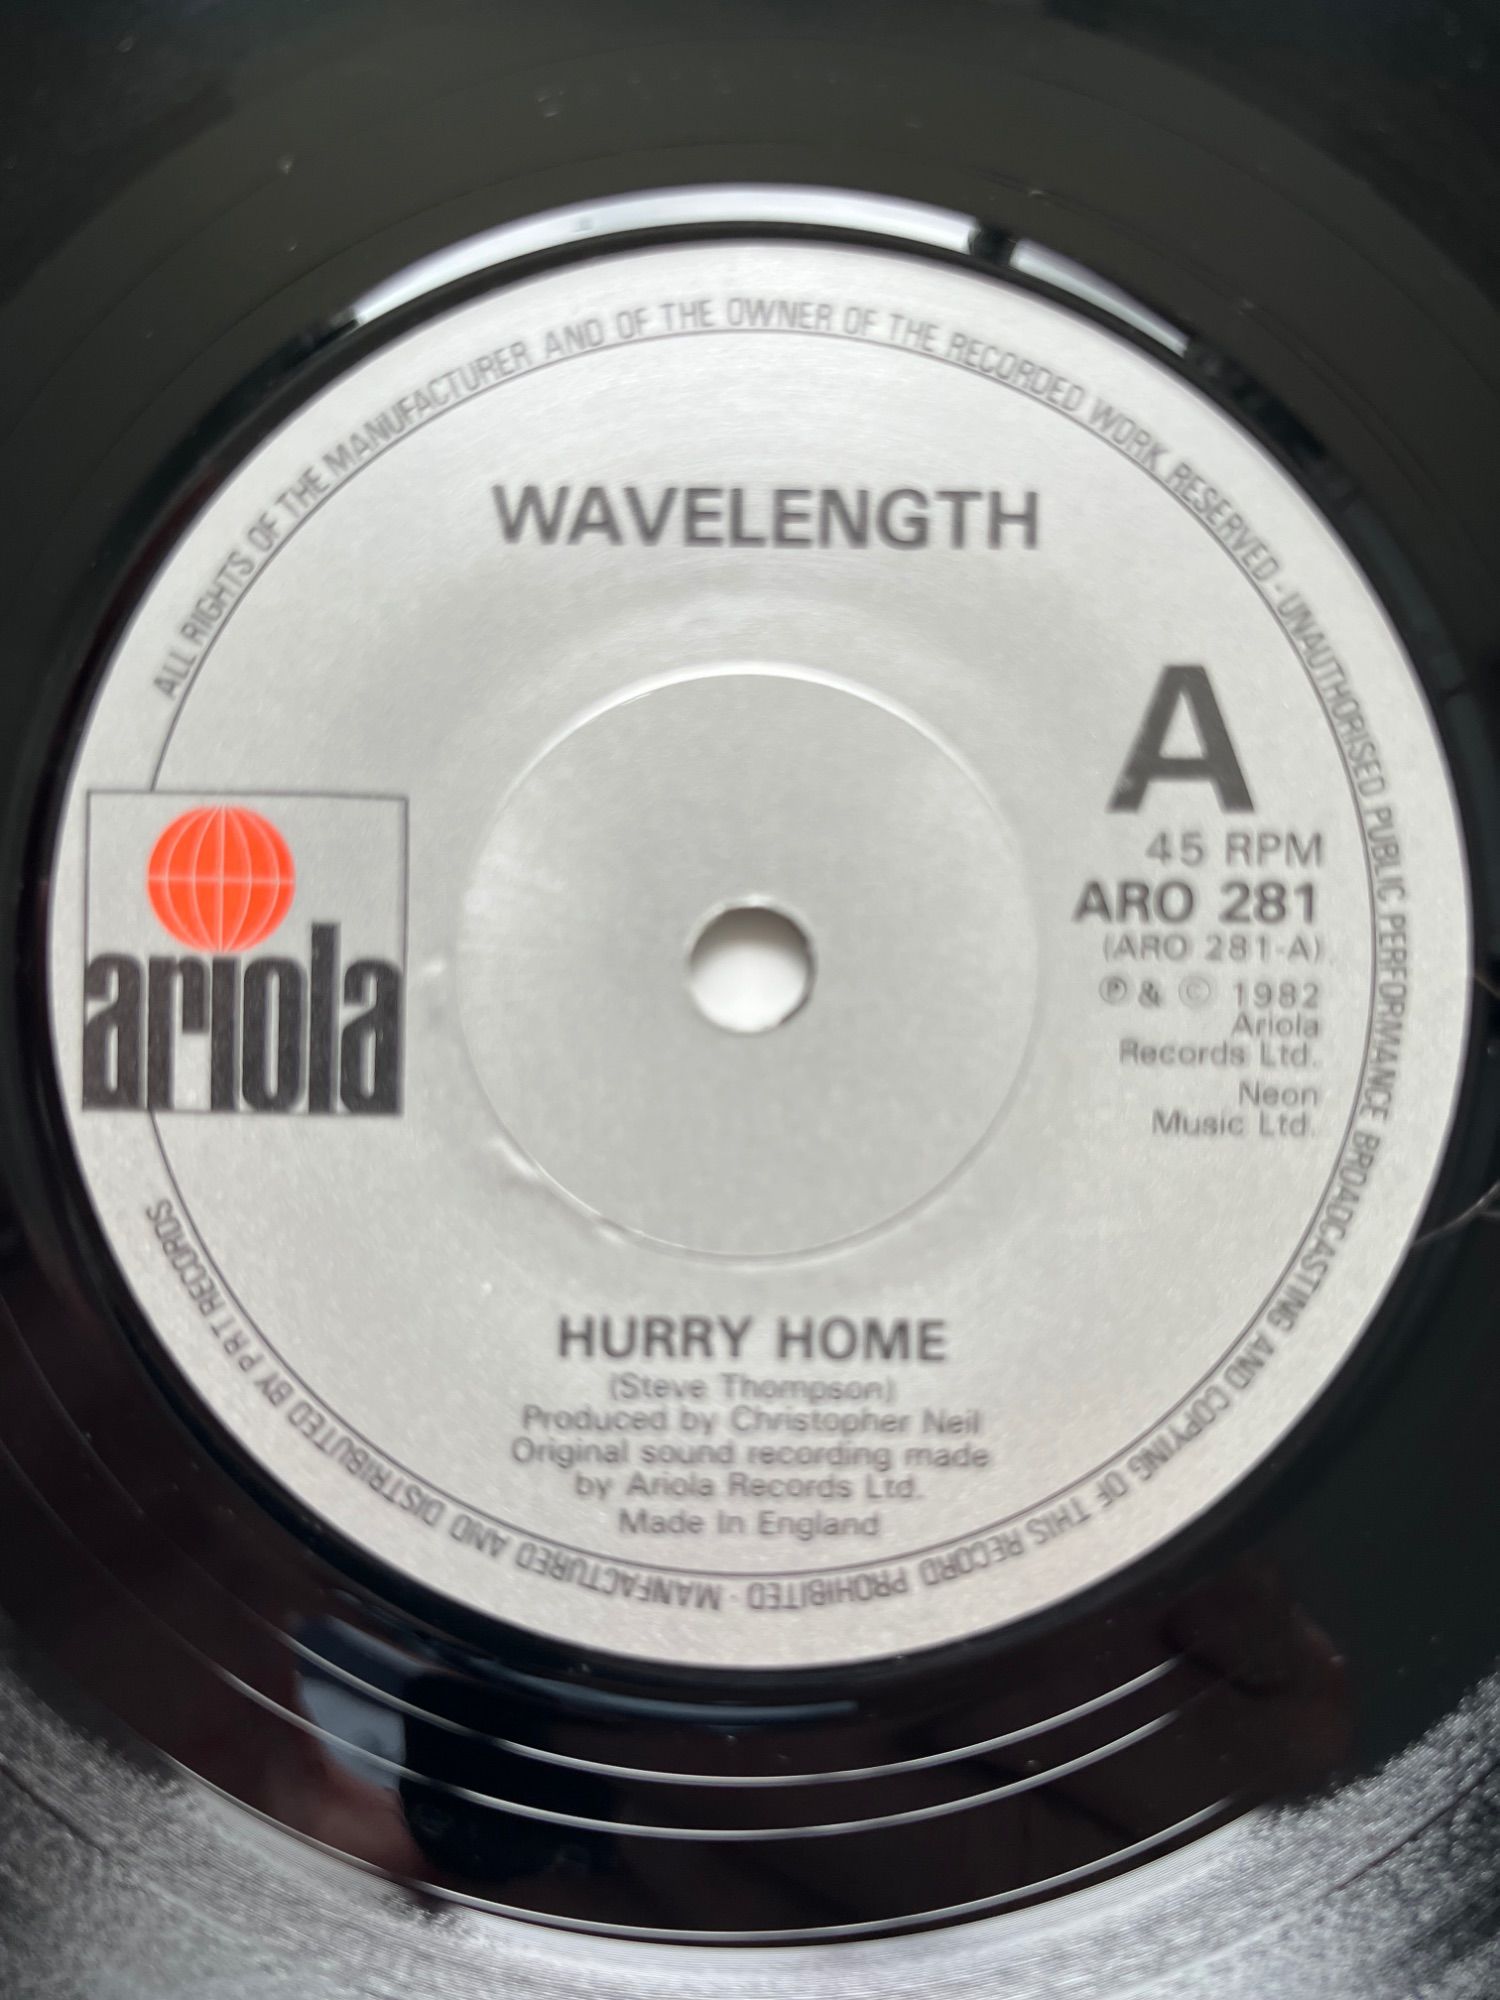 ALL RIGHTS OF THE MANUFACTURER AND OF THE OWNER OF THE RECORDED WORK RESERVED - UNAUTHORISED PUBLIC PERFORMANCE BROADCASTING AND COPYING OF THIS RECORD PROHIBITED - MANFACTURED AND DISTRIBUTED BY PRT RECORDS
WAVELENGTH
ariola
A
45 RPM
ARO 281
(ARO 281-A)
℗ & © 1982
Ariola
Records Ltd.
Neon
Music Ltd.
HURRY HOME
(Steve Thompson)
Produced by Christopher Neil
Original sound recording made
by Ariola Records Ltd.
Made In England